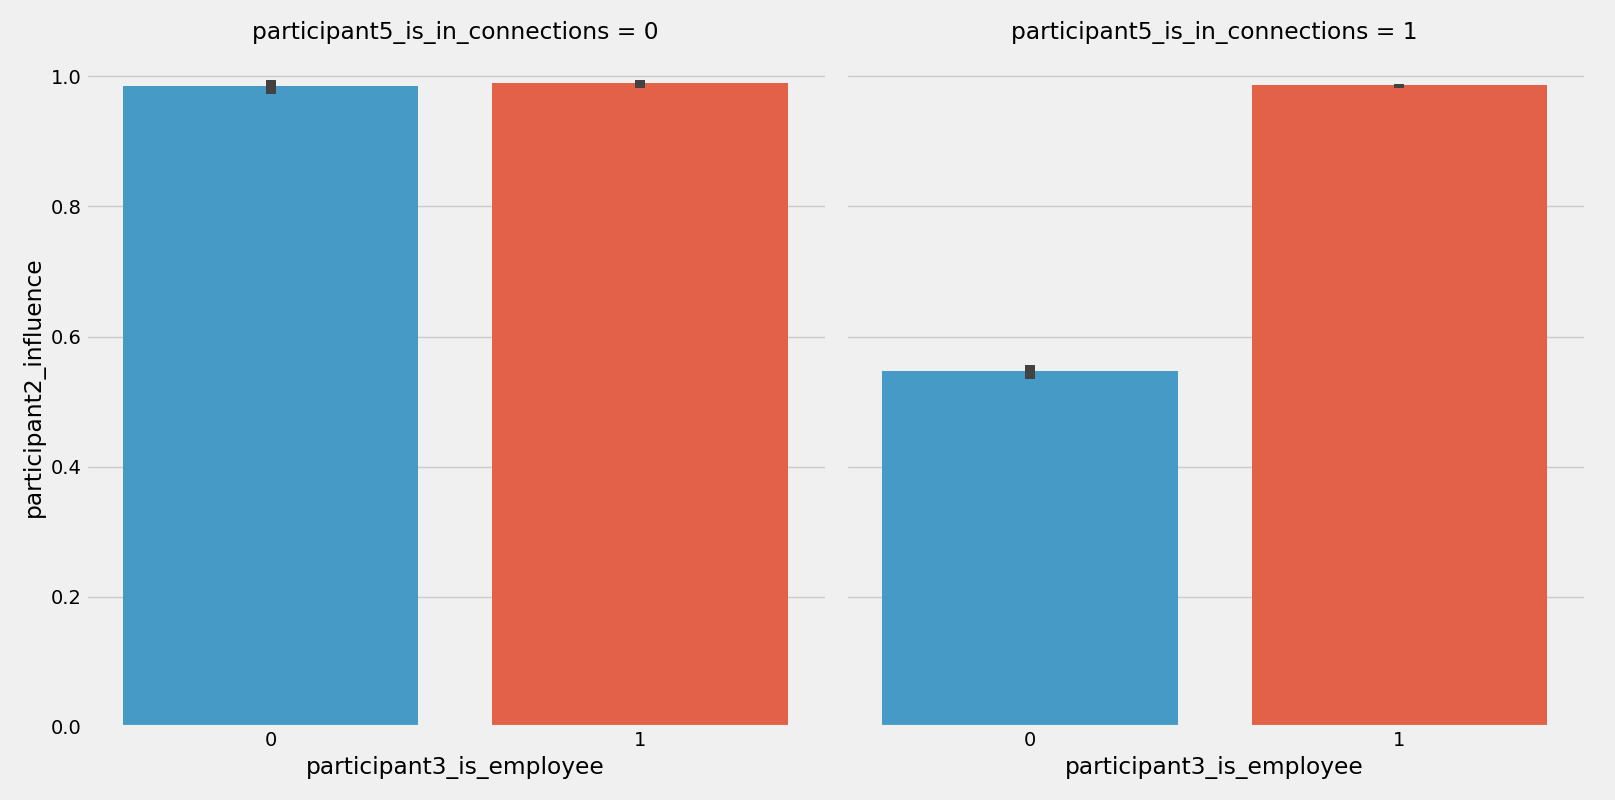 participant5_is_in_connections = 0
participant5_is_in_connections = 1
participant2_influence
1.0
0.8
0.6
0.4
0.2
0.0
0
1
0
1
participant3_is_employee
participant3_is_employee